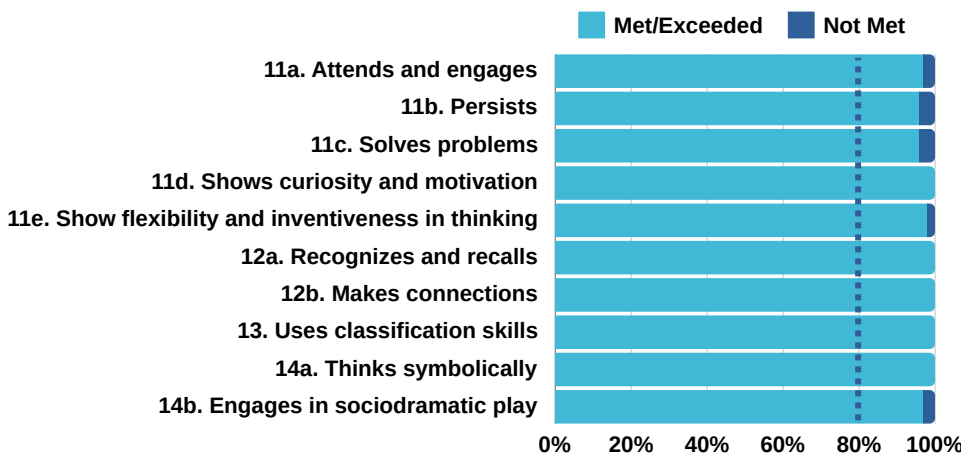 Met/Exceeded Not Met
11a. Attends and engages
11b. Persists
11c. Solves problems
11d. Shows curiosity and motivation
11e. Show flexibility and inventiveness in thinking
12a. Recognizes and recalls
12b. Makes connections
13. Uses classification skills
14a. Thinks symbolically
14b. Engages in sociodramatic play
0% 20% 40% 60% 80% 100%